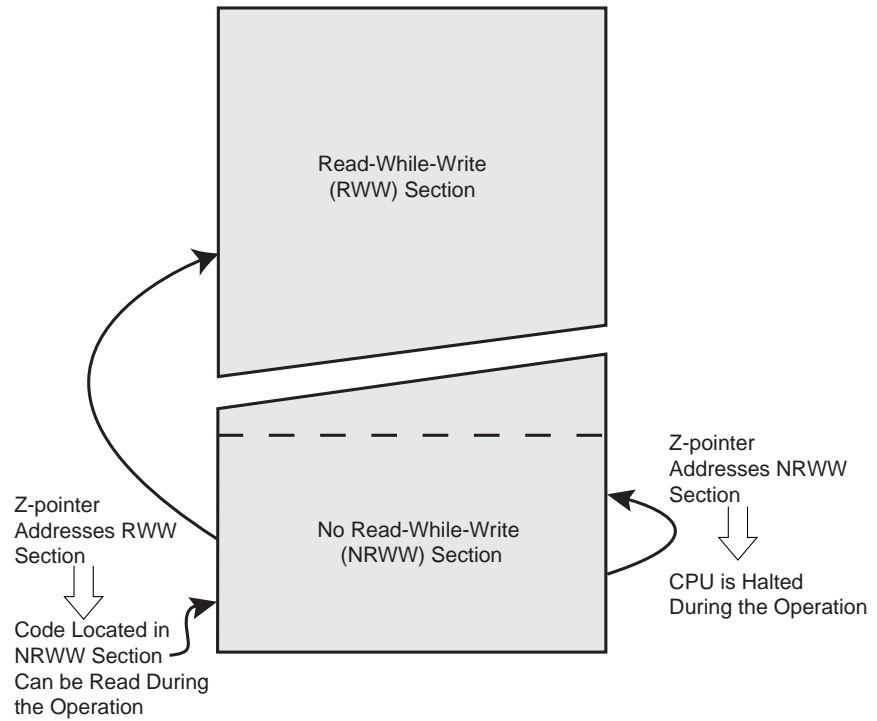 Read-While-Write
(RWW) Section
Z-pointer
Addresses NRWW
Section
CPU is Halted
During the Operation
No Read-While-Write
(NRWW) Section
Z-pointer
Addresses RWW
Section
Code Located in
NRWW Section
Can be Read During
the Operation